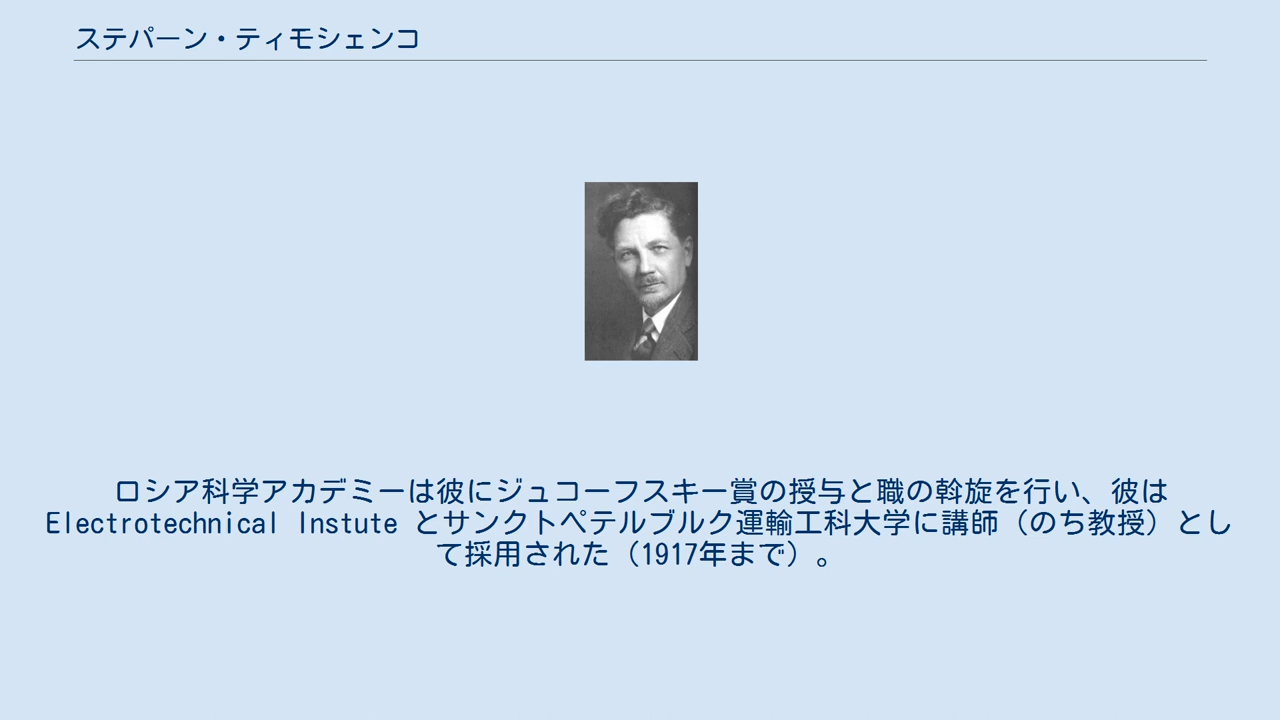 ステパーン・ティモシェンコ
ロシア科学アカデミーは彼にジューコーフスキー賞の授与と職の斡旋を行い、彼は
Electrotechnical Instute とサンクトペテルブルク運輸工科大学に講師（のち教授）とし
て採用された（1917年まで）。